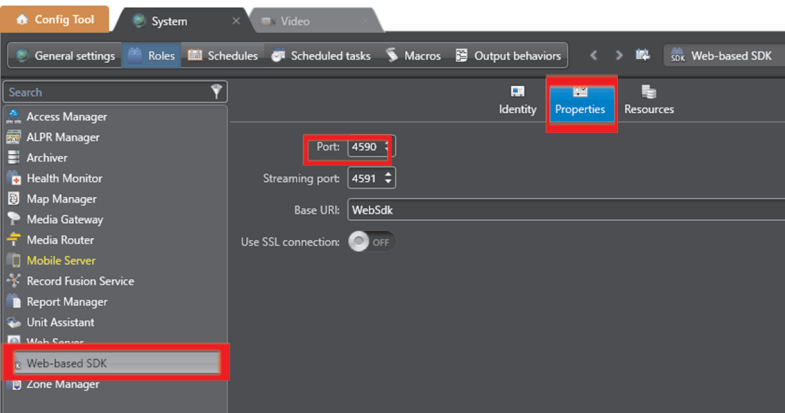 Config Tool
System
Video
General settings
Roles
Schedules
Scheduled tasks
Macros
Output behaviors
SDK
Web-based SDK
Search
Identity
Properties
Resources
Access Manager
ALPR Manager
Archiver
Health Monitor
Map Manager
Media Gateway
Media Router
Mobile Server
Record Fusion Service
Report Manager
Unit Assistant
Web Server
Web-based SDK
Zone Manager
Port: 4590
Streaming port: 4591
Base URI: WebSdk
Use SSL connection: OFF